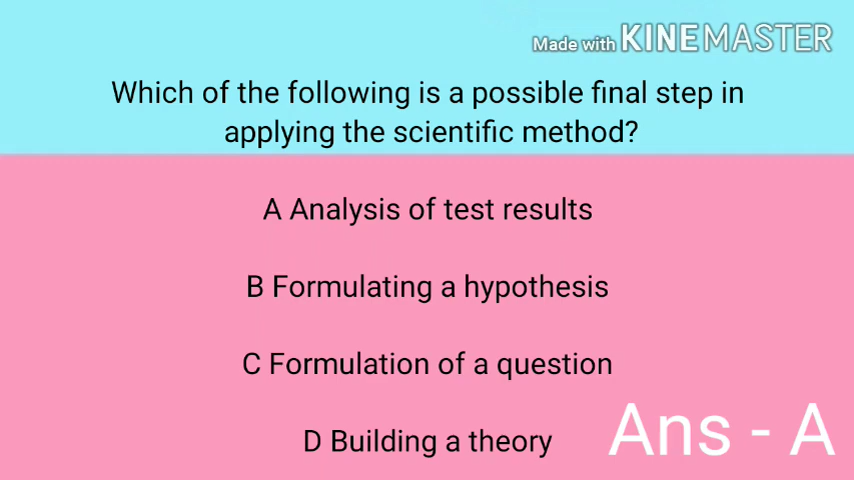 Made with KINEMASTER
Which of the following is a possible final step in
applying the scientific method?
A Analysis of test results
B Formulating a hypothesis
C Formulation of a question
D Building a theory
Ans - A